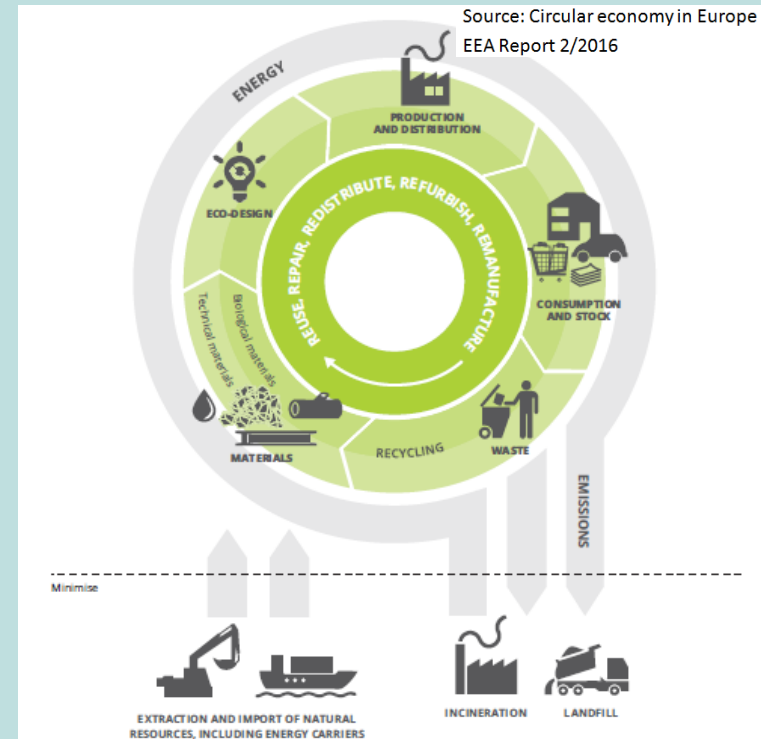 Source: Circular economy in Europe
EEA Report 2/2016
ENERGY
PRODUCTION
AND DISTRIBUTION
ECO-DESIGN
REUSE, REPAIR, REDISTRIBUTE, REFURBISH, REMANUFACTURE
CONSUMPTION
AND STOCK
Technical materials
Biological materials
MATERIALS
RECYCLING
WASTE
EMISSIONS
Minimise
EXTRACTION AND IMPORT OF NATURAL
RESOURCES, INCLUDING ENERGY CARRIERS
INCINERATION
LANDFILL